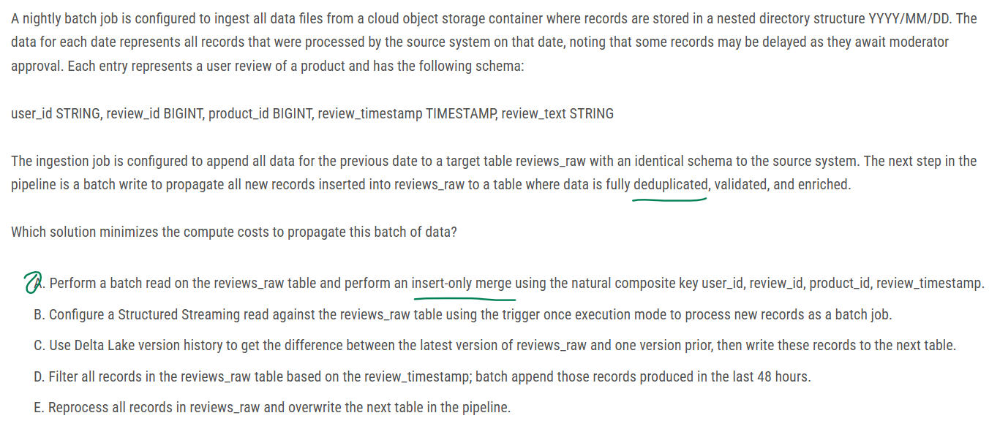 A nightly batch job is configured to ingest all data files from a cloud object storage container where records are stored in a nested directory structure YYYY/MM/DD. The
data for each date represents all records that were processed by the source system on that date, noting that some records may be delayed as they await moderator
approval. Each entry represents a user review of a product and has the following schema:
user_id STRING, review_id BIGINT, product_id BIGINT, review_timestamp TIMESTAMP, review_text STRING
The ingestion job is configured to append all data for the previous date to a target table reviews_raw with an identical schema to the source system. The next step in the
pipeline is a batch write to propagate all new records inserted into reviews_raw to a table where data is fully deduplicated, validated, and enriched.
Which solution minimizes the compute costs to propagate this batch of data?
A. Perform a batch read on the reviews_raw table and perform an insert-only merge using the natural composite key user_id, review_id, product_id, review_timestamp.
B. Configure a Structured Streaming read against the reviews_raw table using the trigger once execution mode to process new records as a batch job.
C. Use Delta Lake version history to get the difference between the latest version of reviews_raw and one version prior, then write these records to the next table.
D. Filter all records in the reviews_raw table based on the review_timestamp; batch append those records produced in the last 48 hours.
E. Reprocess all records in reviews_raw and overwrite the next table in the pipeline.